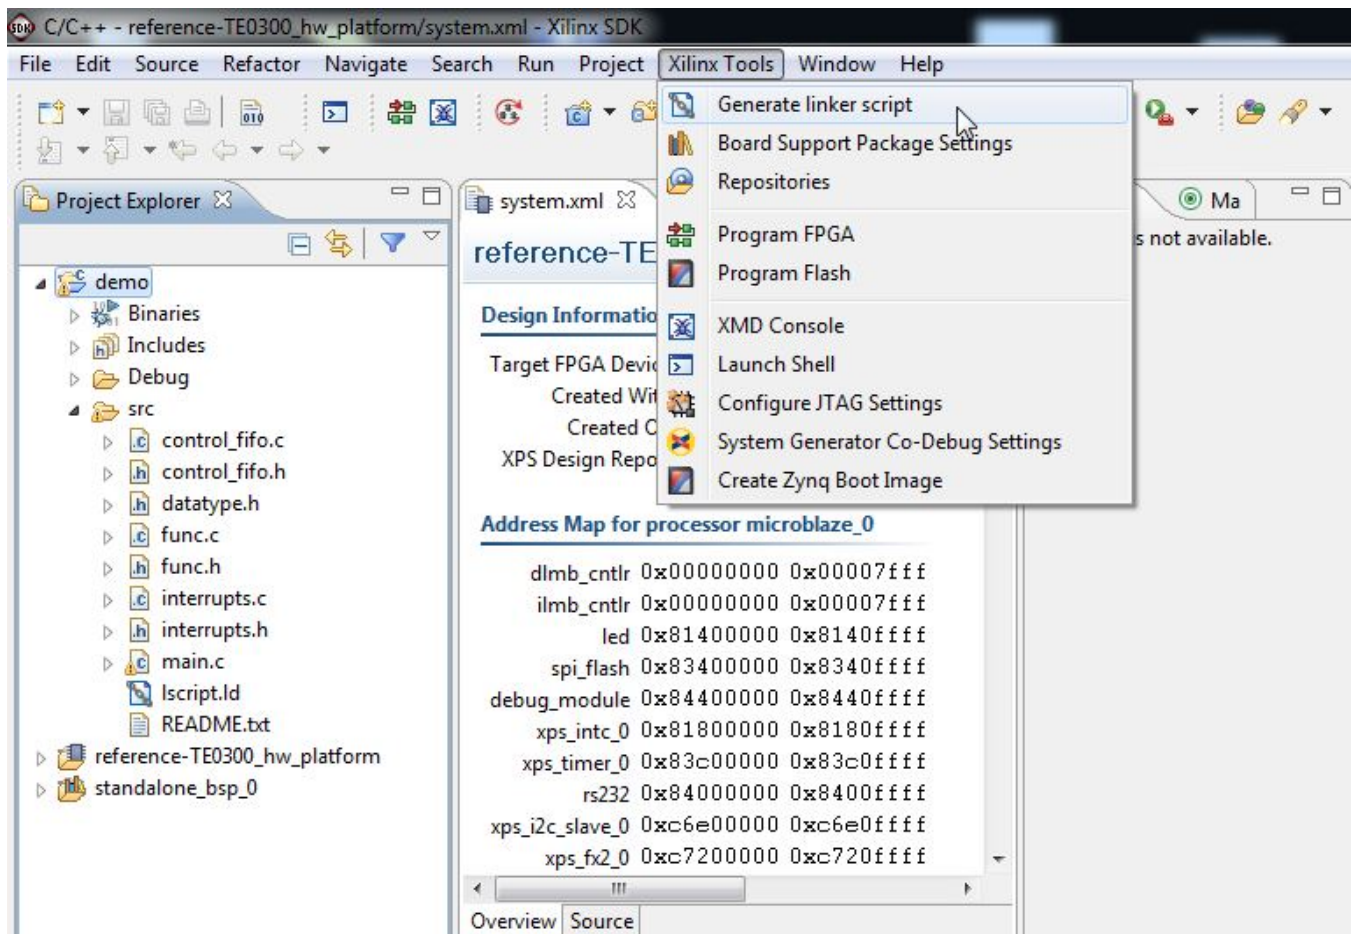 C/C++ - reference-TE0300_hw_platform/system.xml - Xilinx SDK
File Edit Source Refactor Navigate Search Run Project Xilinx Tools Window Help
Generate linker script
Board Support Package Settings
Repositories
Program FPGA
Program Flash
XMD Console
Launch Shell
Configure JTAG Settings
System Generator Co-Debug Settings
Create Zynq Boot Image
Project Explorer
demo
Binaries
Includes
Debug
src
control_fifo.c
control_fifo.h
datatype.h
func.c
func.h
interrupts.c
interrupts.h
main.c
lscript.ld
README.txt
reference-TE0300_hw_platform
standalone_bsp_0
system.xml
reference-TE
Design Informatio
Target FPGA Devic
Created Wit
Created O
XPS Design Repo
Address Map for processor microblaze_0
dlmb_cntlr 0x00000000 0x00007fff
ilmb_cntlr 0x00000000 0x00007fff
led 0x81400000 0x8140ffff
spi_flash 0x83400000 0x8340ffff
debug_module 0x84400000 0x8440ffff
xps_intc_0 0x81800000 0x8180ffff
xps_timer_0 0x83c00000 0x83c0ffff
rs232 0x84000000 0x8400ffff
xps_i2c_slave_0 0xc6e00000 0xc6e0ffff
xps_fx2_0 0xc7200000 0xc720ffff
Overview Source
Ma
s not available.